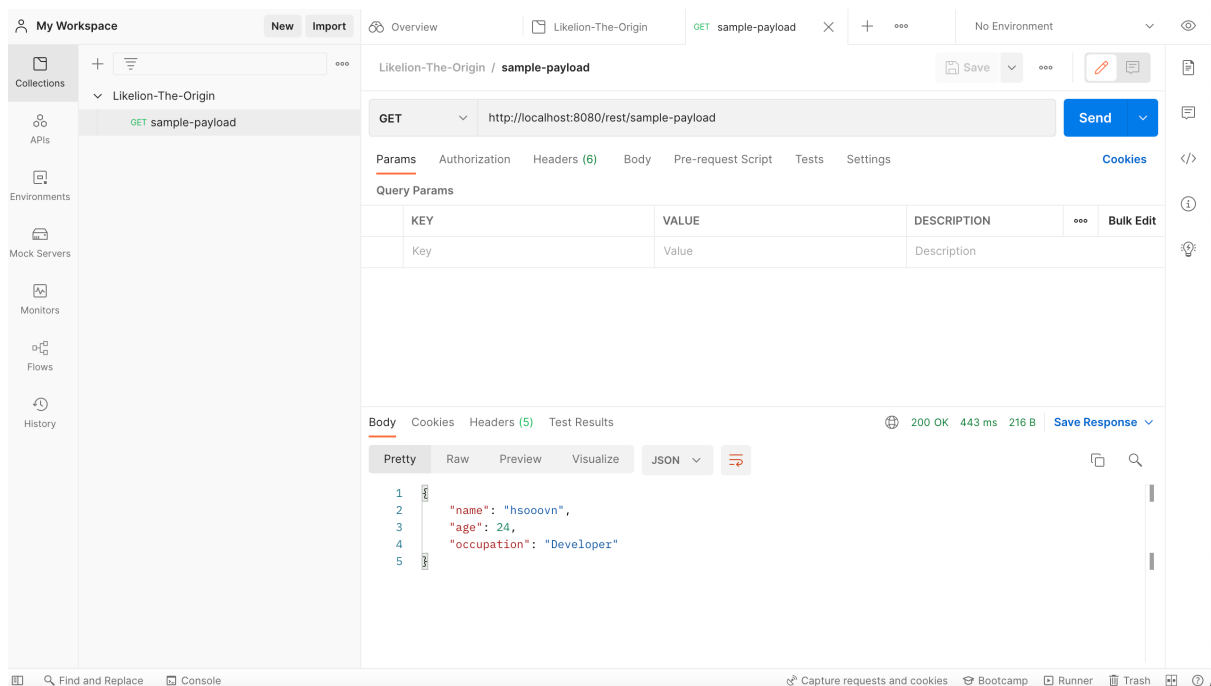 My Workspace New Import Overview Likelion-The-Origin GET sample-payload No Environment
Collections
Likelion-The-Origin
GET sample-payload
APIs
Environments
Mock Servers
Monitors
Flows
History
Likelion-The-Origin / sample-payload Save
GET http://localhost:8080/rest/sample-payload Send
Params Authorization Headers (6) Body Pre-request Script Tests Settings Cookies
Query Params
KEY VALUE DESCRIPTION Bulk Edit
Key Value Description
Body Cookies Headers (5) Test Results 200 OK 443 ms 216 B Save Response
Pretty Raw Preview Visualize JSON
1 {
2 "name": "hsooovn",
3 "age": 24,
4 "occupation": "Developer"
5 }
Find and Replace Console Capture requests and cookies Bootcamp Runner Trash